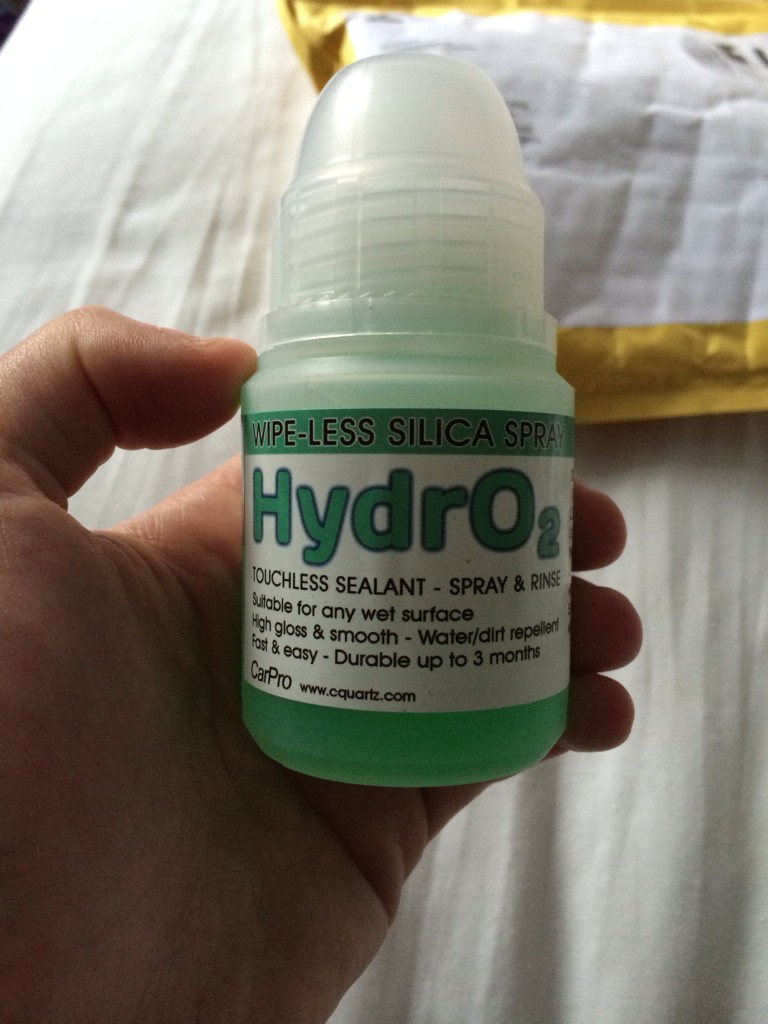 WIPE-LESS SILICA SPRAY
HydrO2
TOUCHLESS SEALANT - SPRAY & RINSE
Suitable for any wet surface
High gloss & smooth - Water/dirt repellent
Fast & easy - Durable up to 3 months
CarPro www.cquartz.com